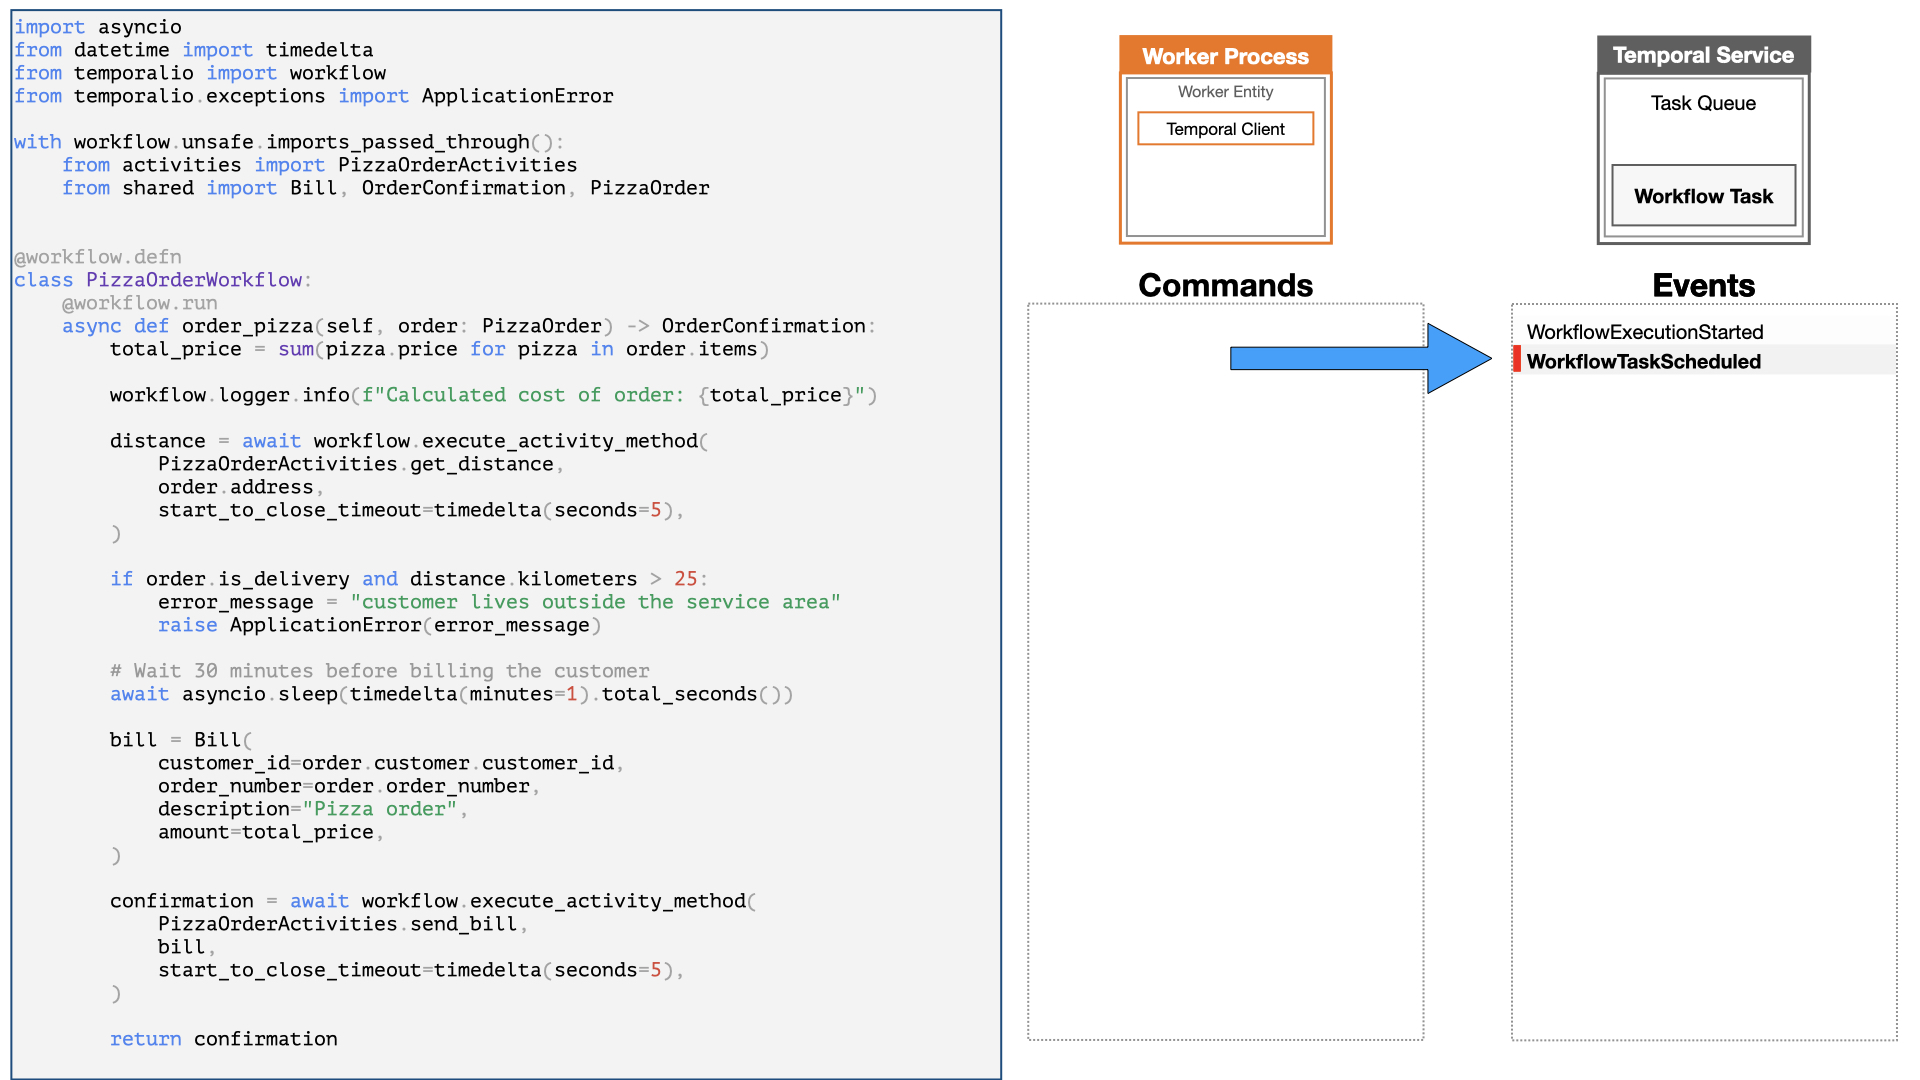 import asyncio
from datetime import timedelta
from temporalio import workflow
from temporalio.exceptions import ApplicationError

with workflow.unsafe.imports_passed_through():
    from activities import PizzaOrderActivities
    from shared import Bill, OrderConfirmation, PizzaOrder

@workflow.defn
class PizzaOrderWorkflow:
    @workflow.run
    async def order_pizza(self, order: PizzaOrder) -> OrderConfirmation:
        total_price = sum(pizza.price for pizza in order.items)

        workflow.logger.info(f"Calculated cost of order: {total_price}")

        distance = await workflow.execute_activity_method(
            PizzaOrderActivities.get_distance,
            order.address,
            start_to_close_timeout=timedelta(seconds=5),
        )

        if order.is_delivery and distance.kilometers > 25:
            error_message = "customer lives outside the service area"
            raise ApplicationError(error_message)

        # Wait 30 minutes before billing the customer
        await asyncio.sleep(timedelta(minutes=1).total_seconds())

        bill = Bill(
            customer_id=order.customer.customer_id,
            order_number=order.order_number,
            description="Pizza order",
            amount=total_price,
        )

        confirmation = await workflow.execute_activity_method(
            PizzaOrderActivities.send_bill,
            bill,
            start_to_close_timeout=timedelta(seconds=5),
        )

        return confirmation

Worker Process
Worker Entity
Temporal Client
Temporal Service
Task Queue
Workflow Task
Commands
Events
WorkflowExecutionStarted
WorkflowTaskScheduled